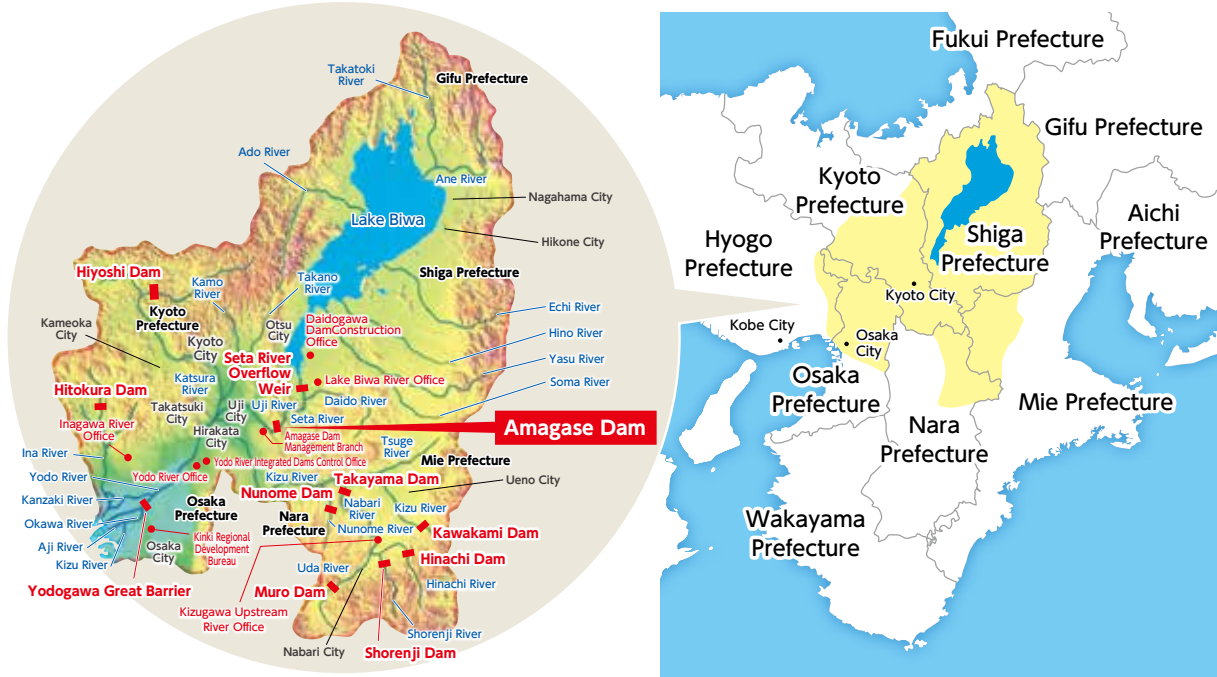 Takatoki
River
Gifu Prefecture
Ado River
Ane River
Nagahama City
Lake Biwa
Hikone City
Hiyoshi Dam
Kamo
River
Takano
River
Shiga Prefecture
Kyoto
Prefecture
Kameoka
City
Otsu
City
Daidogawa
DamConstruction
Office
Echi River
Kyoto
City
Hino River
Seta River
Overflow
Weir
Yasu River
Hitokura Dam
Katsura
River
Lake Biwa River Office
Soma River
Takatsuki
City
Uji
City
Uji River
Daido River
Inagawa River
Office
Hirakata
City
Seta River
Amagase Dam
Amagase Dam
Management Branch
Tsuge
River
Ina River
Yodo River Integrated Dams Control Office
Mie Prefecture
Yodo River
Yodo River Office
Kizu River
Takayama Dam
Ueno City
Kanzaki River
Nunome Dam
Osaka
Prefecture
Nabari
River
Kizu River
Okawa River
Nara
Prefecture
Nunome River
Kawakami Dam
Aji River
Osaka
City
Kinki Regional
Development
Bureau
Kizu River
Hinachi Dam
Uda River
Yodogawa Great Barrier
Muro Dam
Hinachi River
Kizugawa Upstream
River Office
Shorenji River
Nabari City
Shorenji Dam
Fukui Prefecture
Gifu Prefecture
Kyoto
Prefecture
Aichi
Prefecture
Hyogo
Prefecture
Shiga
Prefecture
Kyoto City
Kobe City
Osaka
City
Osaka
Prefecture
Mie Prefecture
Nara
Prefecture
Wakayama
Prefecture